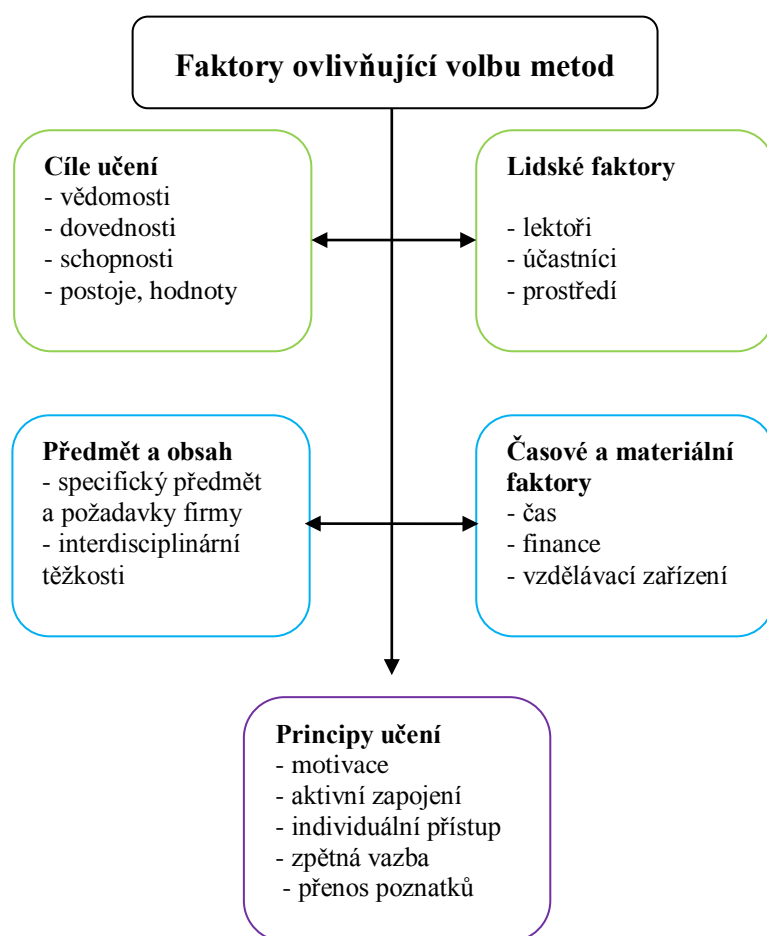 Faktory ovlivňující volbu metod
Cíle učení
- vědomosti
- dovednosti
- schopnosti
- postoje, hodnoty
Lidské faktory
- lektoři
- účastníci
- prostředí
Předmět a obsah
- specifický předmět
a požadavky firmy
- interdisciplinární
těžkosti
Časové a materiální
faktory
- čas
- finance
- vzdělávací zařízení
Principy učení
- motivace
- aktivní zapojení
- individuální přístup
- zpětná vazba
- přenos poznatků